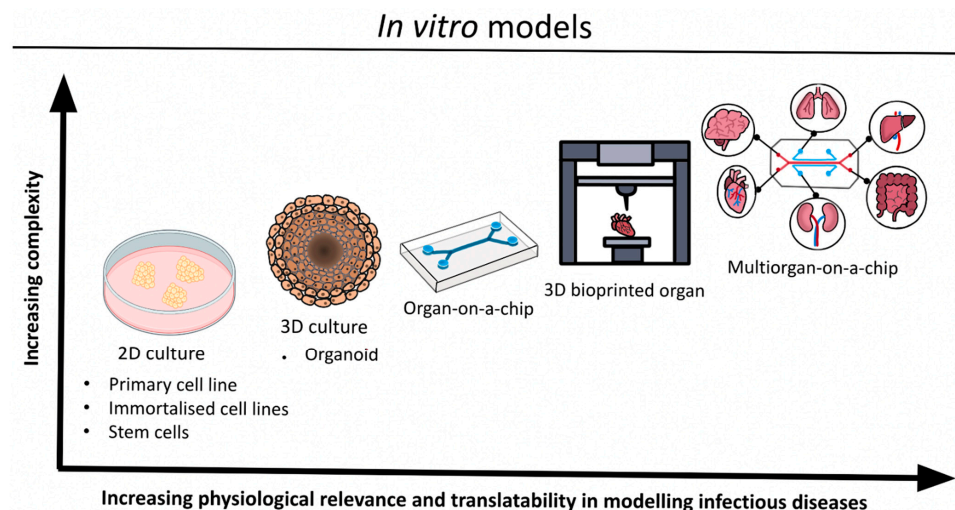 In vitro models
Increasing complexity
2D culture
• Primary cell line
• Immortalised cell lines
• Stem cells
3D culture
• Organoid
Organ-on-a-chip
3D bioprinted organ
Multiorgan-on-a-chip
Increasing physiological relevance and translatability in modelling infectious diseases